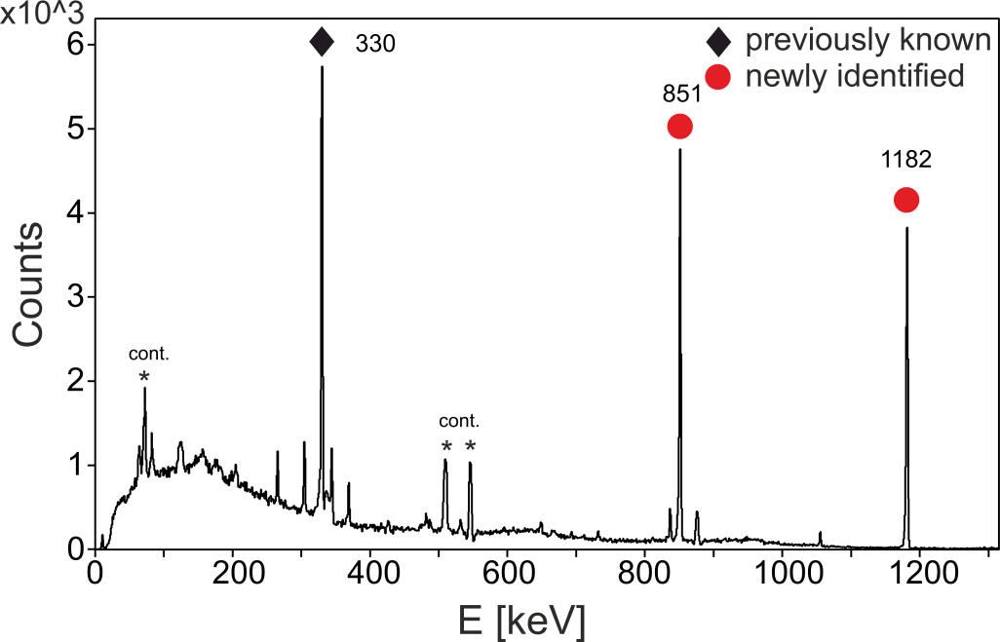 x10^3
6
5
4
3
2
1
0
Counts
330
previously known
newly identified
851
1182
cont.
*
cont.
* *
0 200 400 600 800 1000 1200
E [keV]